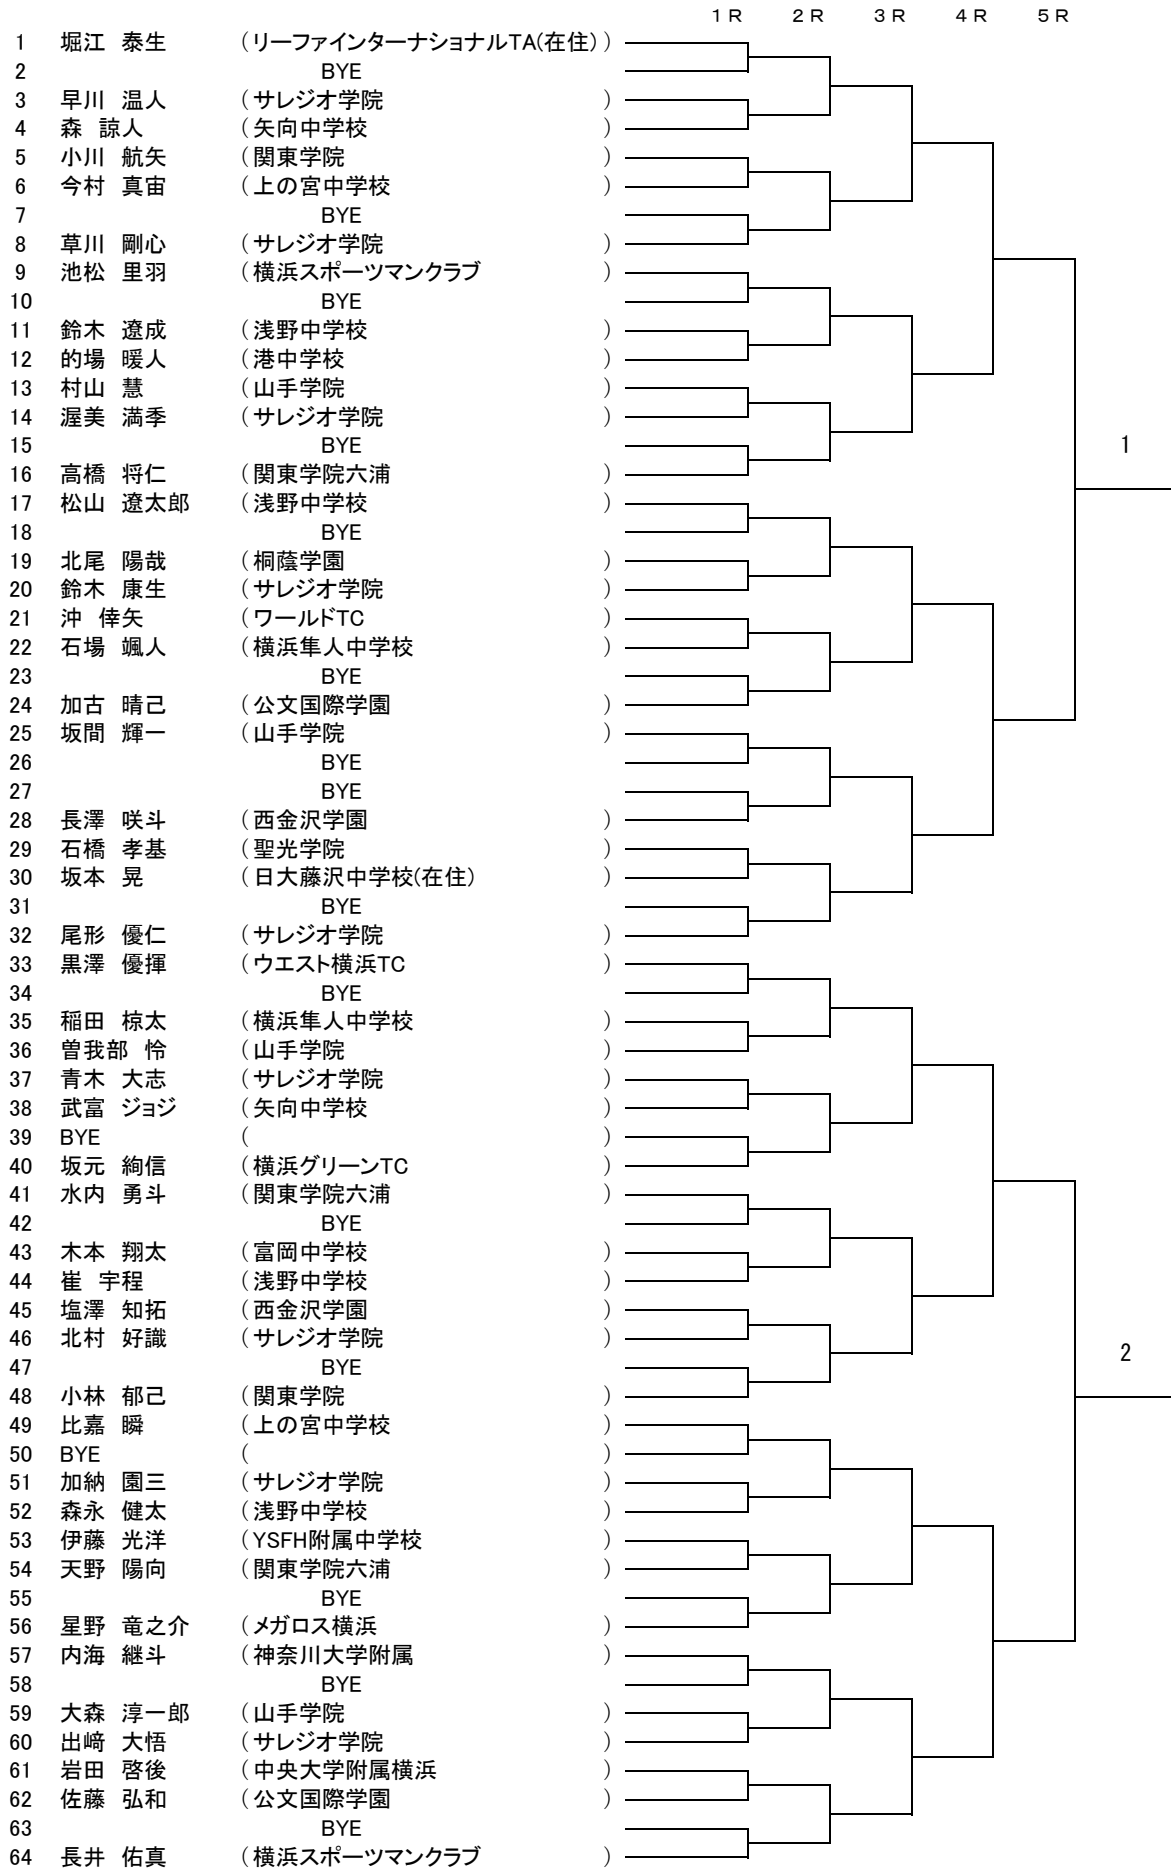 １Ｒ ２Ｒ ３Ｒ ４Ｒ ５Ｒ
1 堀江 泰生 （リーファインターナショナルTA(在住)）
2 BYE
3 早川 温人 （サレジオ学院 ）
4 森 諒人 （矢向中学校 ）
5 小川 航矢 （関東学院 ）
6 今村 真宙 （上の宮中学校 ）
7 BYE
8 草川 剛心 （サレジオ学院 ）
9 池松 里羽 （横浜スポーツマンクラブ ）
10 BYE
11 鈴木 遼成 （浅野中学校 ）
12 的場 暖人 （港中学校 ）
13 村山 慧 （山手学院 ）
14 渥美 満季 （サレジオ学院 ）
15 BYE
1
16 高橋 将仁 （関東学院六浦 ）
17 松山 遼太郎 （浅野中学校 ）
18 BYE
19 北尾 陽哉 （桐蔭学園 ）
20 鈴木 康生 （サレジオ学院 ）
21 沖 倖矢 （ワールドTC ）
22 石場 颯人 （横浜隼人中学校 ）
23 BYE
24 加古 晴己 （公文国際学園 ）
25 坂間 輝一 （山手学院 ）
26 BYE
27 BYE
28 長澤 咲斗 （西金沢学園 ）
29 石橋 孝基 （聖光学院 ）
30 坂本 晃 （日大藤沢中学校(在住) ）
31 BYE
32 尾形 優仁 （サレジオ学院 ）
33 黒澤 優揮 （ウエスト横浜TC ）
34 BYE
35 稲田 椋太 （横浜隼人中学校 ）
36 曽我部 怜 （山手学院 ）
37 青木 大志 （サレジオ学院 ）
38 武富 ジョジ （矢向中学校 ）
39 BYE （ ）
40 坂元 絢信 （横浜グリーンTC ）
41 水内 勇斗 （関東学院六浦 ）
42 BYE
43 木本 翔太 （富岡中学校 ）
44 崔 宇程 （浅野中学校 ）
45 塩澤 知拓 （西金沢学園 ）
46 北村 好識 （サレジオ学院 ）
47 BYE
2
48 小林 郁己 （関東学院 ）
49 比嘉 瞬 （上の宮中学校 ）
50 BYE （ ）
51 加納 園三 （サレジオ学院 ）
52 森永 健太 （浅野中学校 ）
53 伊藤 光洋 （YSFH附属中学校 ）
54 天野 陽向 （関東学院六浦 ）
55 BYE
56 星野 竜之介 （メガロス横浜 ）
57 内海 継斗 （神奈川大学附属 ）
58 BYE
59 大森 淳一郎 （山手学院 ）
60 出﨑 大悟 （サレジオ学院 ）
61 岩田 啓後 （中央大学附属横浜 ）
62 佐藤 弘和 （公文国際学園 ）
63 BYE
64 長井 佑真 （横浜スポーツマンクラブ ）